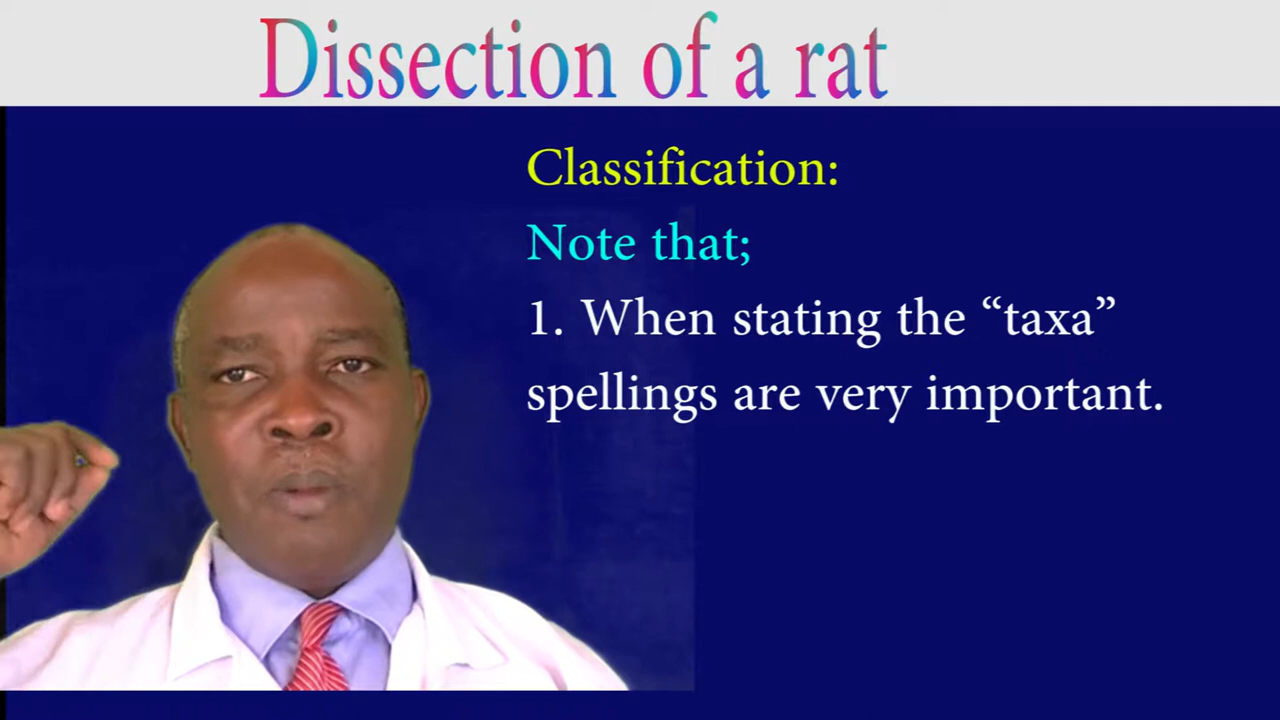 Dissection of a rat
Classification:
Note that;
1. When stating the “taxa”
spellings are very important.